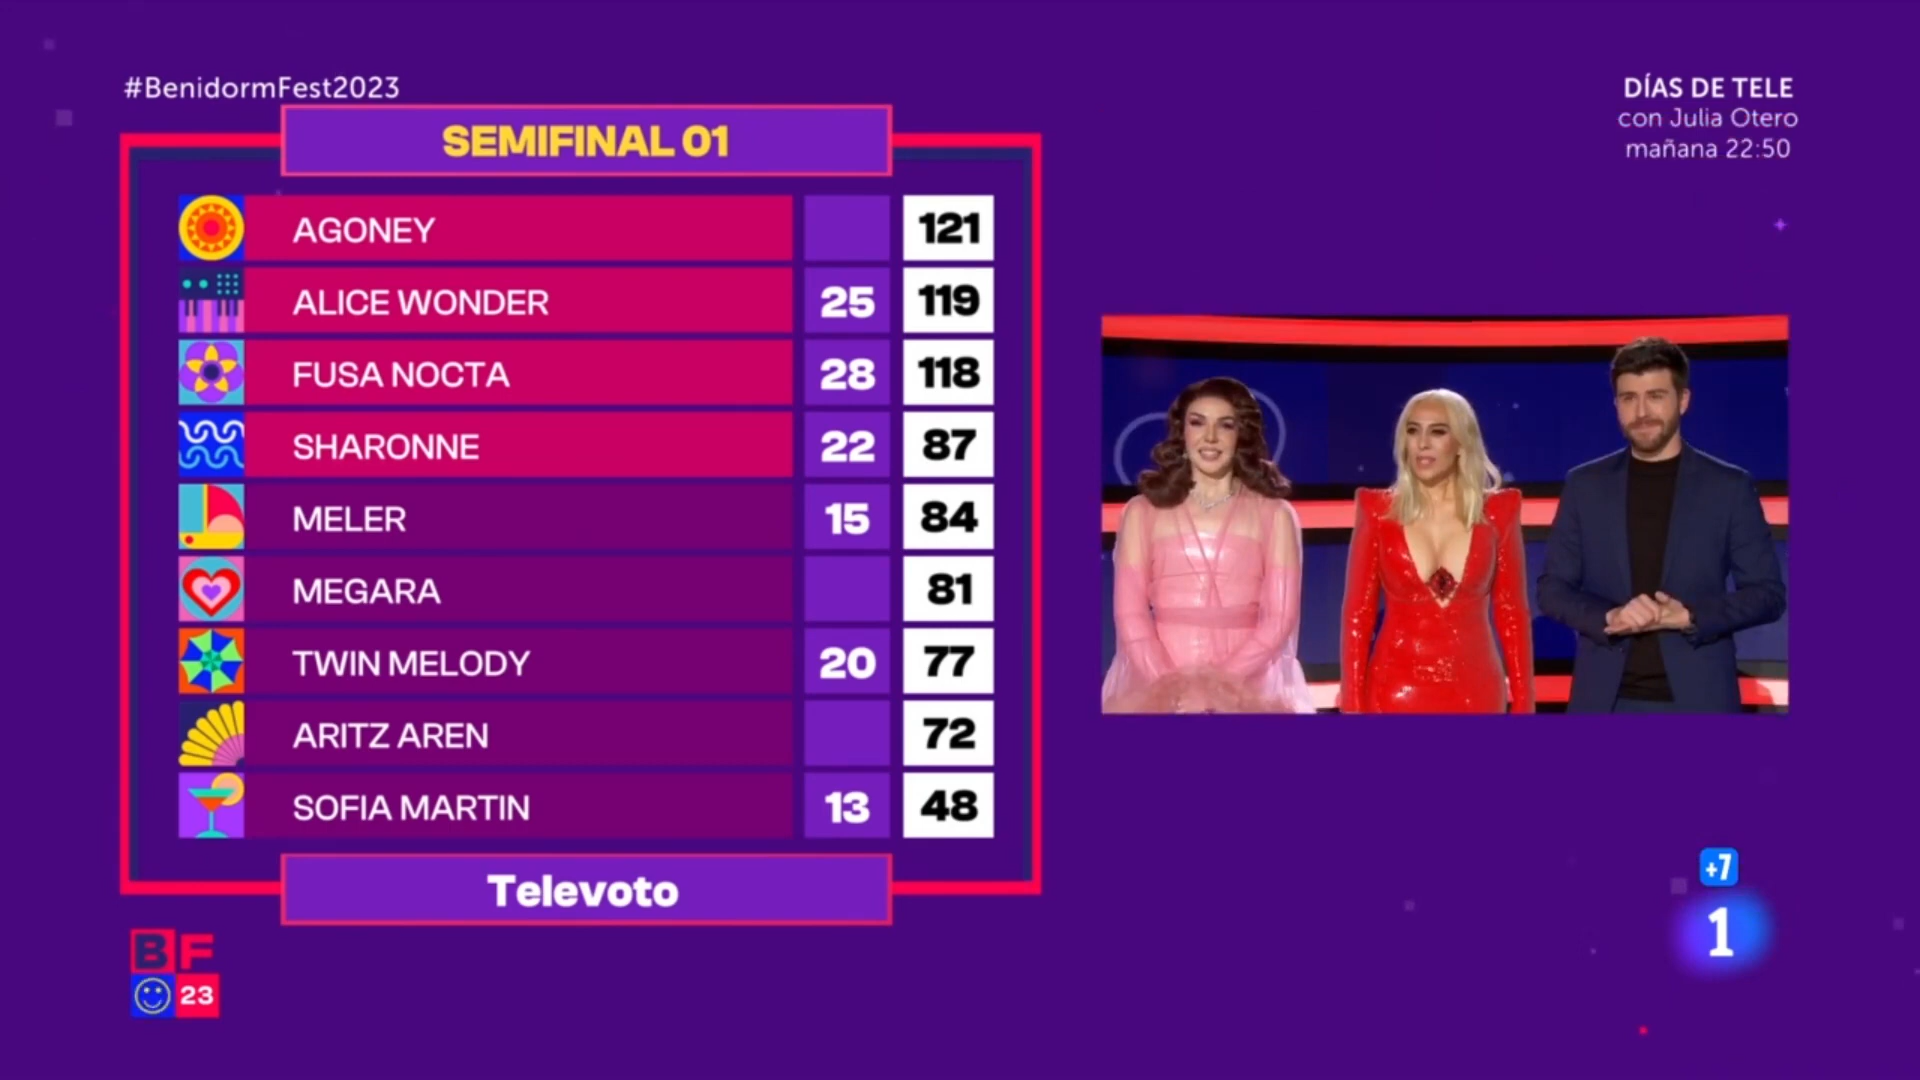 #BenidormFest2023
SEMIFINAL 01
AGONEY 121
ALICE WONDER 25 119
FUSA NOCTA 28 118
SHARONNE 22 87
MELER 15 84
MEGARA 81
TWIN MELODY 20 77
ARITZ AREN 72
SOFIA MARTIN 13 48
Televoto
BF
23
DÍAS DE TELE
con Julia Otero
mañana 22:50
+7
1